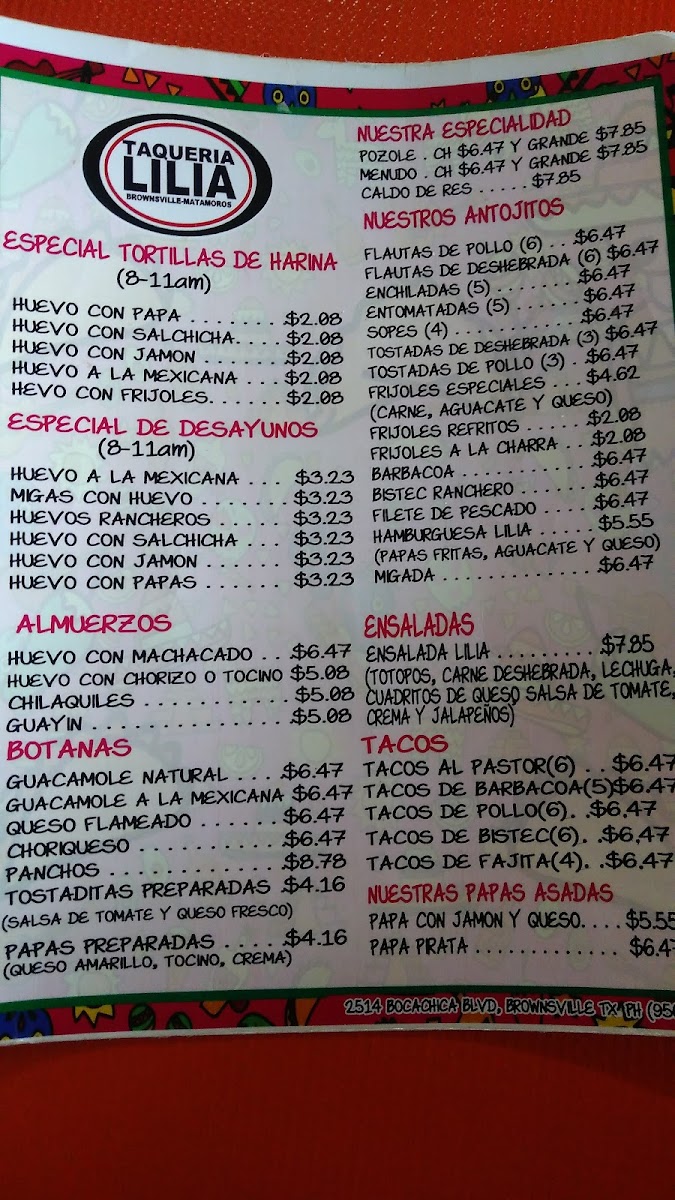 TAQUERIA
LILIA
BROWNSVILLE-MATAMOROS
ESPECIAL TORTILLAS DE HARINA
(8-11am)
HUEVO CON PAPA . . . . . . . . $2.08
HUEVO CON SALCHICHA. . . . $2.08
HUEVO CON JAMON . . . . . . $2.08
HUEVO A LA MEXICANA . . . $2.08
HEVO CON FRIJOLES. . . . . . $2.08
ESPECIAL DE DESAYUNOS
(8-11am)
HUEVO A LA MEXICANA . . . $3.23
MIGAS CON HUEVO . . . . . . . $3.23
HUEVOS RANCHEROS . . . . . . $3.23
HUEVO CON SALCHICHA . . . $3.23
HUEVO CON JAMON . . . . . . $3.23
HUEVO CON PAPAS . . . . . . $3.23
ALMUERZOS
HUEVO CON MACHACADO . . $6.47
HUEVO CON CHORIZO O TOCINO $5.08
CHILAQUILES . . . . . . . . . . . . $5.08
GUAYIN . . . . . . . . . . . . . . . . $5.08
BOTANAS
GUACAMOLE NATURAL . . . . $6.47
GUACAMOLE A LA MEXICANA $6.47
QUESO FLAMEADO . . . . . . . $6.47
CHORIQUESO . . . . . . . . . . . $6.47
PANCHOS . . . . . . . . . . . . . . $8.78
TOSTADITAS PREPARADAS $4.16
(SALSA DE TOMATE Y QUESO FRESCO)
PAPAS PREPARADAS . . . . . $4.16
(QUESO AMARILLO, TOCINO, CREMA)
NUESTRA ESPECIALIDAD
POZOLE . CH $6.47 Y GRANDE $7.85
MENUDO . CH $6.47 Y GRANDE $7.85
CALDO DE RES . . . . . $7.85
NUESTROS ANTOJITOS
FLAUTAS DE POLLO (6) . . . $6.47
FLAUTAS DE DESHEBRADA (6) $6.47
ENCHILADAS (5) . . . . . . . . $6.47
ENTOMATADAS (5) . . . . . . . $6.47
SOPES (4) . . . . . . . . . . . . $6.47
TOSTADAS DE DESHEBRADA (3) $6.47
TOSTADAS DE POLLO (3) . $6.47
FRIJOLES ESPECIALES . . . $4.62
(CARNE, AGUACATE Y QUESO)
FRIJOLES REFRITOS . . . . . $2.08
FRIJOLES A LA CHARRA . . $2.08
BARBACOA . . . . . . . . . . . . $6.47
BISTEC RANCHERO . . . . . . . $6.47
FILETE DE PESCADO . . . . . $6.47
HAMBURGUESA LILIA . . . . . . $5.55
(PAPAS FRITAS, AGUACATE Y QUESO)
MIGADA . . . . . . . . . . . . . . $6.47
ENSALADAS
ENSALADA LILIA . . . . . . . . . $7.85
(TOTOPOS, CARNE DESHEBRADA, LECHUGA,
CUADRITOS DE QUESO SALSA DE TOMATE,
CREMA Y JALAPEÑOS)
TACOS
TACOS AL PASTOR(6) . . . $6.47
TACOS DE BARBACOA(5)$6.47
TACOS DE POLLO(6). . $6.47
TACOS DE BISTEC(6). . $6.47
TACOS DE FAJITA(4). . $6.47
NUESTRAS PAPAS ASADAS
PAPA CON JAMON Y QUESO. . . . $5.55
PAPA PIRATA . . . . . . . . . . . . . $6.4
2514 BOCACHICA BLVD, BROWNSVILLE TX PH (956